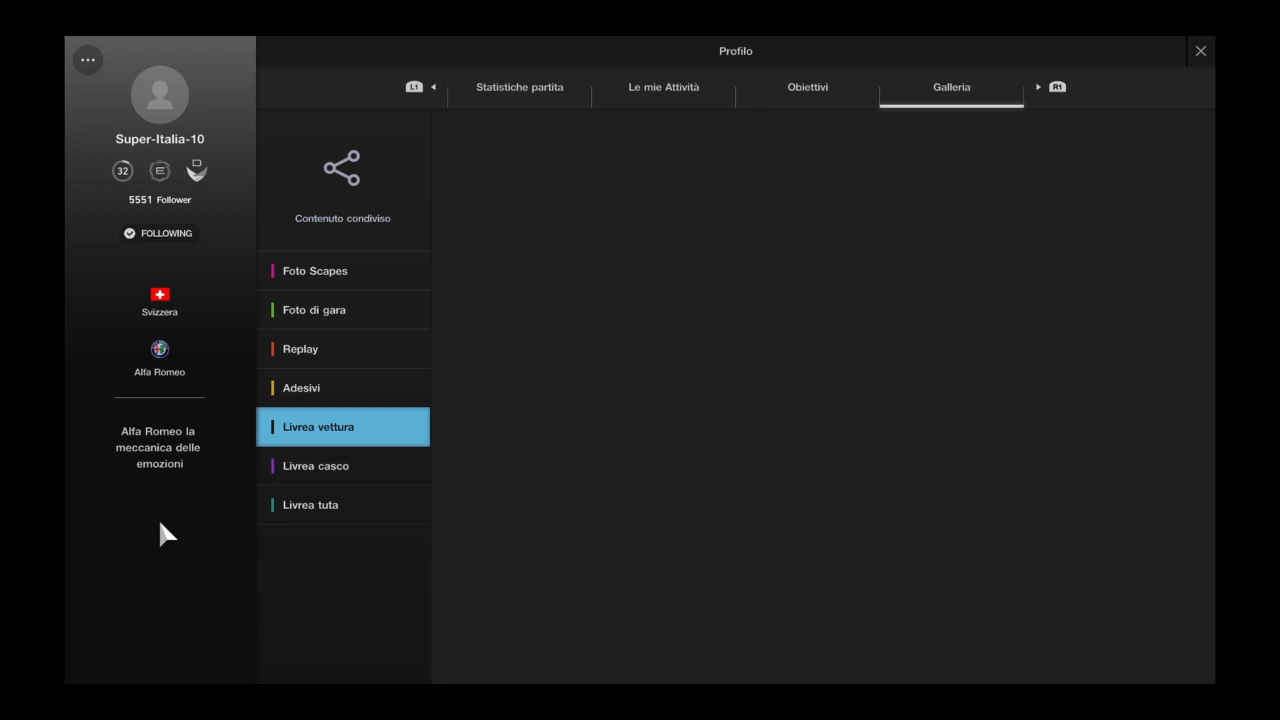 Profilo
L1
Statistiche partita
Le mie Attività
Obiettivi
Galleria
R1
Super-Italia-10
32
E
D
5551 Follower
FOLLOWING
Svizzera
Alfa Romeo
Alfa Romeo la
meccanica delle
emozioni
Contenuto condiviso
Foto Scapes
Foto di gara
Replay
Adesivi
Livrea vettura
Livrea casco
Livrea tuta